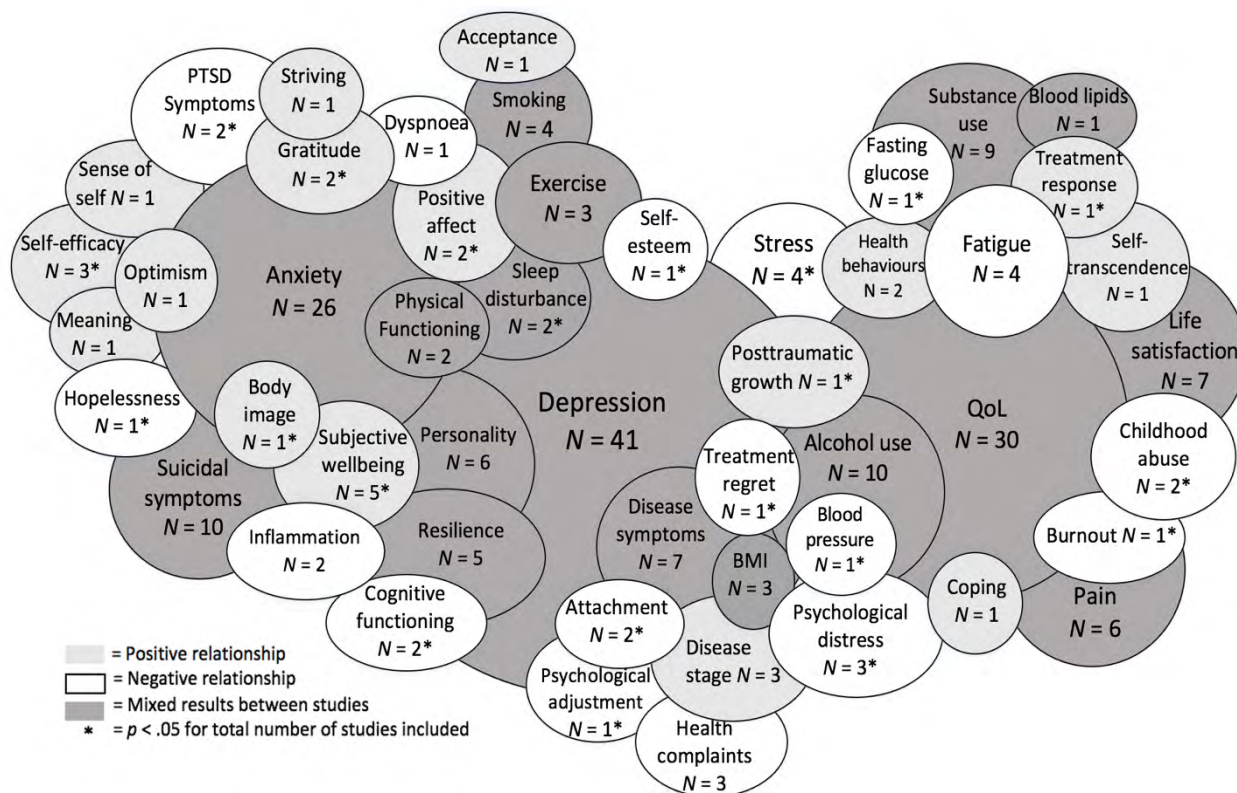 Acceptance
N = 1
PTSD
Symptoms
N = 2*
Striving
N = 1
Smoking
N = 4
Dyspnoea
N = 1
Gratitude
N = 2*
Sense of
self N = 1
Positive
affect
N = 2*
Exercise
N = 3
Self-efficacy
N = 3*
Optimism
N = 1
Anxiety
N = 26
Self-
esteem
N = 1*
Sleep
disturbance
N = 2*
Physical
Functioning
N = 2
Meaning
N = 1
Hopelessness
N = 1*
Body
image
N = 1*
Subjective
wellbeing
N = 5*
Personality
N = 6
Suicidal
symptoms
N = 10
Inflammation
N = 2
Resilience
N = 5
Cognitive
functioning
N = 2*
Depression
N = 41
Substance
use
N = 9
Blood lipids
N = 1
Fasting
glucose
N = 1*
Treatment
response
N = 1*
Stress
N = 4*
Health
behaviours
N = 2
Fatigue
N = 4
Self-
transcendence
N = 1
Life
satisfaction
N = 7
Posttraumatic
growth N = 1*
QoL
N = 30
Treatment
regret
N = 1*
Alcohol use
N = 10
Childhood
abuse
N = 2*
Disease
symptoms
N = 7
Blood
pressure
N = 1*
Burnout N = 1*
BMI
N = 3
Coping
N = 1
Pain
N = 6
Attachment
N = 2*
Psychological
distress
N = 3*
Disease
stage N = 3
Psychological
adjustment
N = 1*
Health
complaints
N = 3
= Positive relationship
= Negative relationship
= Mixed results between studies
* = p < .05 for total number of studies included